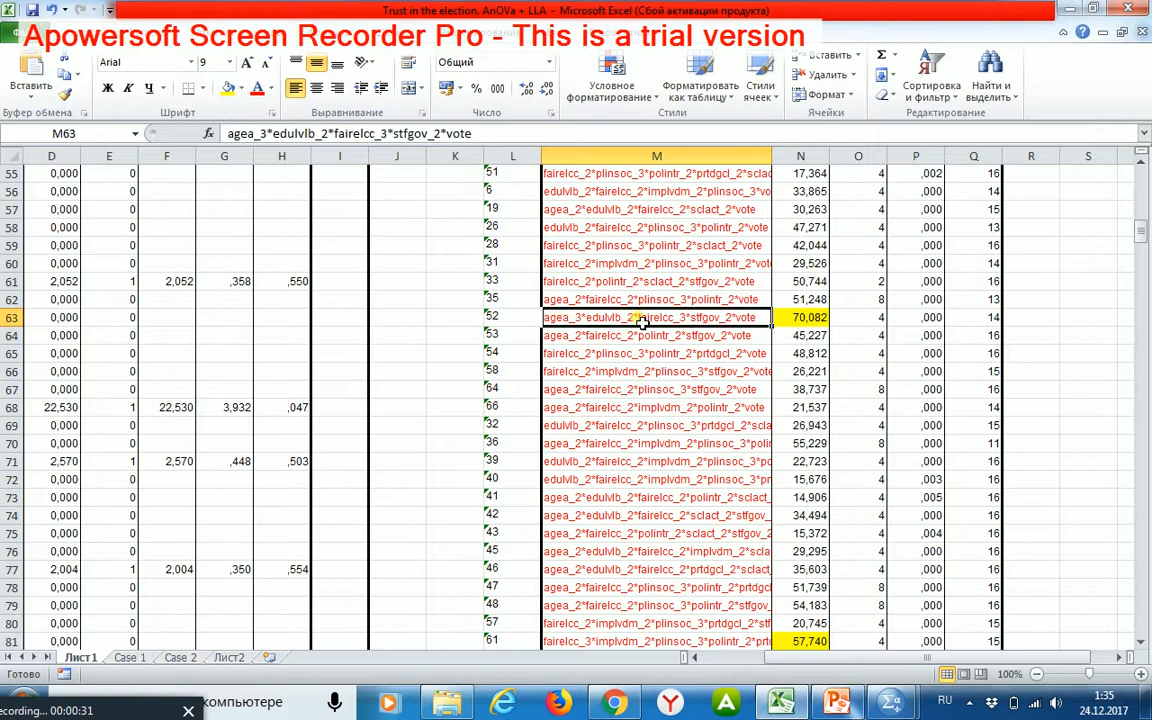 Trust in the election. AnOVa + LLA – Microsoft Excel (Сбой активации продукта)
Apowersoft Screen Recorder Pro - This is a trial version
Вставить
Arial 9
Ж К Ч
Общий
% 000
Условное форматирование
Форматировать как таблицу
Стили ячеек
Вставить
Удалить
Формат
Сортировка и фильтр
Найти и выделить
Буфер обмена Шрифт Выравнивание Число Стили Ячейки Редактирование
M63 fx agea_3*edulvlb_2*fairelcc_3*stfgov_2*vote
D E F G H I J K L M N O P Q R S
55 0,000 0 51 fairelcc_2*plinsoc_3*polintr_2*prtdgcl_2*sclac 17,364 4 ,002 16
56 0,000 0 6 edulvlb_2*fairelcc_2*implvdm_2*plinsoc_3*vo 33,865 4 ,000 14
57 0,000 0 19 agea_2*edulvlb_2*fairelcc_2*sclact_2*vote 30,263 4 ,000 15
58 0,000 0 26 edulvlb_2*fairelcc_2*plinsoc_3*polintr_2*vote 47,271 4 ,000 13
59 0,000 0 28 fairelcc_2*plinsoc_3*polintr_2*sclact_2*vote 42,044 4 ,000 16
60 0,000 0 31 fairelcc_2*implvdm_2*plinsoc_3*polintr_2*vot 29,526 4 ,000 14
61 2,052 1 2,052 ,358 ,550 33 fairelcc_2*polintr_2*sclact_2*stfgov_2*vote 50,744 2 ,000 16
62 0,000 0 35 agea_2*fairelcc_2*plinsoc_3*polintr_2*vote 51,248 8 ,000 13
63 0,000 0 52 agea_3*edulvlb_2*fairelcc_3*stfgov_2*vote 70,082 4 ,000 14
64 0,000 0 53 agea_2*fairelcc_2*polintr_2*stfgov_2*vote 45,227 4 ,000 15
65 0,000 0 54 fairelcc_2*plinsoc_3*polintr_2*prtdgcl_2*vote 48,812 4 ,000 16
66 0,000 0 58 fairelcc_2*implvdm_2*plinsoc_3*stfgov_2*vote 26,221 4 ,000 15
67 0,000 0 64 agea_2*fairelcc_2*plinsoc_3*stfgov_2*vote 38,737 8 ,000 16
68 22,530 1 22,530 3,932 ,047 66 agea_2*fairelcc_2*implvdm_2*polintr_2*vote 21,537 4 ,000 14
69 0,000 0 32 edulvlb_2*fairelcc_2*plinsoc_3*prtdgcl_2*scla 26,943 4 ,000 15
70 0,000 0 36 agea_2*fairelcc_2*implvdm_2*plinsoc_3*polin 55,229 8 ,000 11
71 2,570 1 2,570 ,448 ,503 39 edulvlb_2*fairelcc_2*implvdm_2*plinsoc_3*po 22,723 4 ,000 16
72 0,000 0 40 edulvlb_2*fairelcc_2*implvdm_2*plinsoc_3*pr 15,676 4 ,003 16
73 0,000 0 41 agea_2*edulvlb_2*fairelcc_2*polintr_2*sclact_ 14,906 4 ,005 16
74 0,000 0 42 agea_2*edulvlb_2*fairelcc_2*sclact_2*stfgov_2 34,494 4 ,000 16
75 0,000 0 43 agea_2*fairelcc_2*polintr_2*sclact_2*stfgov_2 15,372 4 ,004 16
76 0,000 0 45 agea_2*edulvlb_2*fairelcc_2*implvdm_2*scla 29,295 4 ,000 16
77 2,004 1 2,004 ,350 ,554 46 agea_2*edulvlb_2*fairelcc_2*prtdgcl_2*sclact_ 35,603 4 ,000 16
78 0,000 0 47 agea_2*fairelcc_2*plinsoc_3*polintr_2*prtdgcl 51,739 8 ,000 16
79 0,000 0 48 agea_2*fairelcc_2*plinsoc_3*polintr_2*stfgov_ 54,183 8 ,000 16
80 0,000 0 57 agea_2*fairelcc_2*plinsoc_3*prtdgcl_2*stf 20,745 4 ,000 16
81 0,000 0 61 fairelcc_3*implvdm_2*plinsoc_3*polintr_2*prt 57,740 4 ,000 15
Лист1 Case 1 Case 2 Лист2
Готово 100%
ecording. 00:00:31
компьютере
RU
1:35
24.12.2017